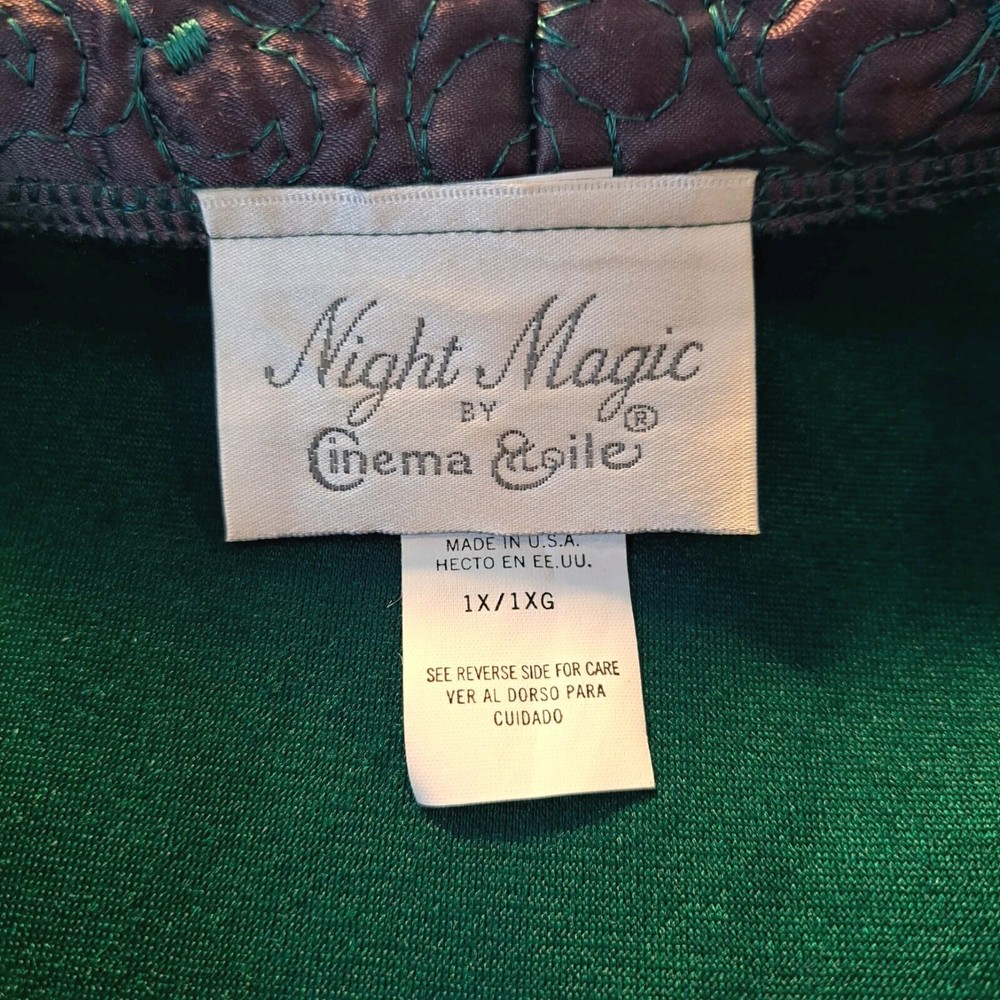 Night Magic
BY
Cinema Etoile®
MADE IN U.S.A.
HECTO EN EE.UU.
1X/1XG
SEE REVERSE SIDE FOR CARE
VER AL DORSO PARA
CUIDADO